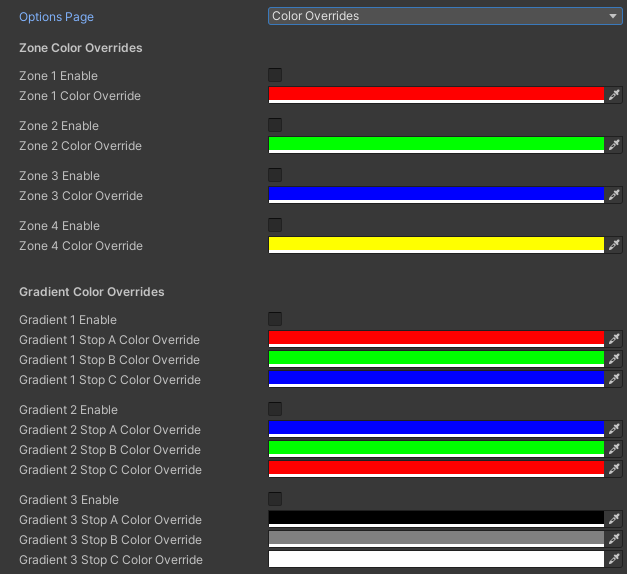 Options Page Color Overrides
Zone Color Overrides
Zone 1 Enable
Zone 1 Color Override
Zone 2 Enable
Zone 2 Color Override
Zone 3 Enable
Zone 3 Color Override
Zone 4 Enable
Zone 4 Color Override
Gradient Color Overrides
Gradient 1 Enable
Gradient 1 Stop A Color Override
Gradient 1 Stop B Color Override
Gradient 1 Stop C Color Override
Gradient 2 Enable
Gradient 2 Stop A Color Override
Gradient 2 Stop B Color Override
Gradient 2 Stop C Color Override
Gradient 3 Enable
Gradient 3 Stop A Color Override
Gradient 3 Stop B Color Override
Gradient 3 Stop C Color Override